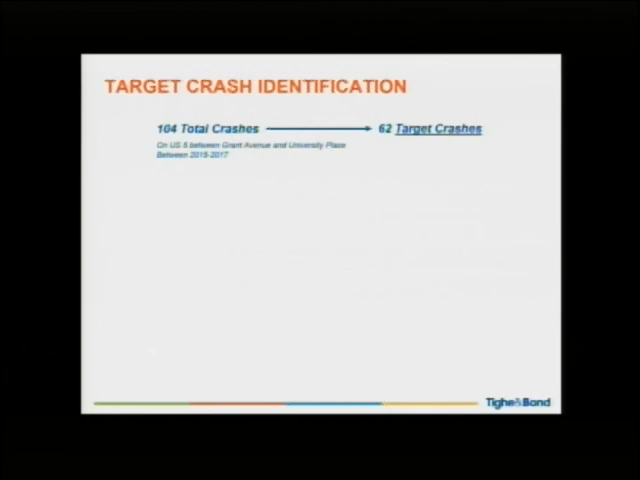 TARGET CRASH IDENTIFICATION
104 Total Crashes 62 Target Crashes
On US 5 between Grant Avenue and University Place
Between 2015-2017
Tighe&Bond